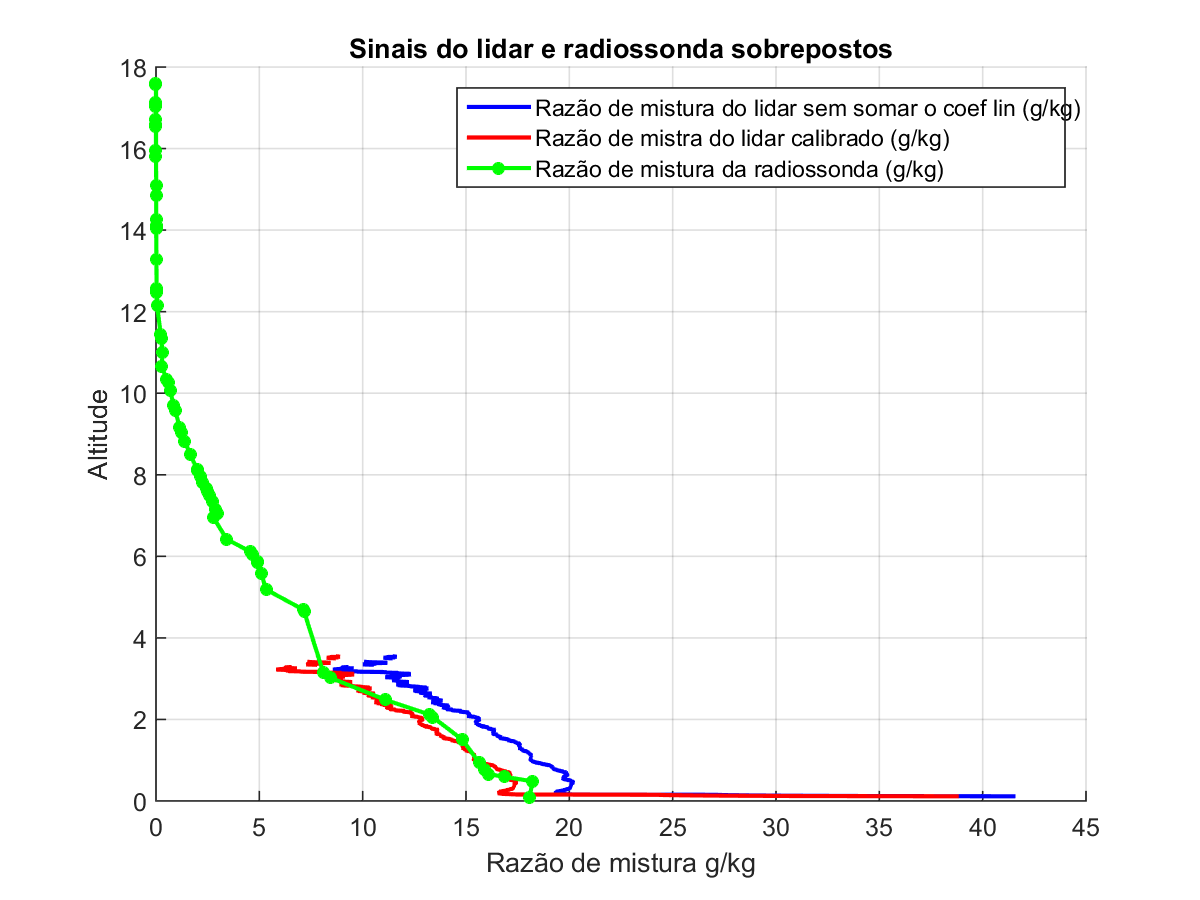 Sinais do lidar e radiossonda sobrepostos
Razão de mistura do lidar sem somar o coef lin (g/kg)
Razão de mistra do lidar calibrado (g/kg)
Razão de mistura da radiossonda (g/kg)
18
16
14
12
10
8
6
4
2
0
Altitude
0 5 10 15 20 25 30 35 40 45
Razão de mistura g/kg